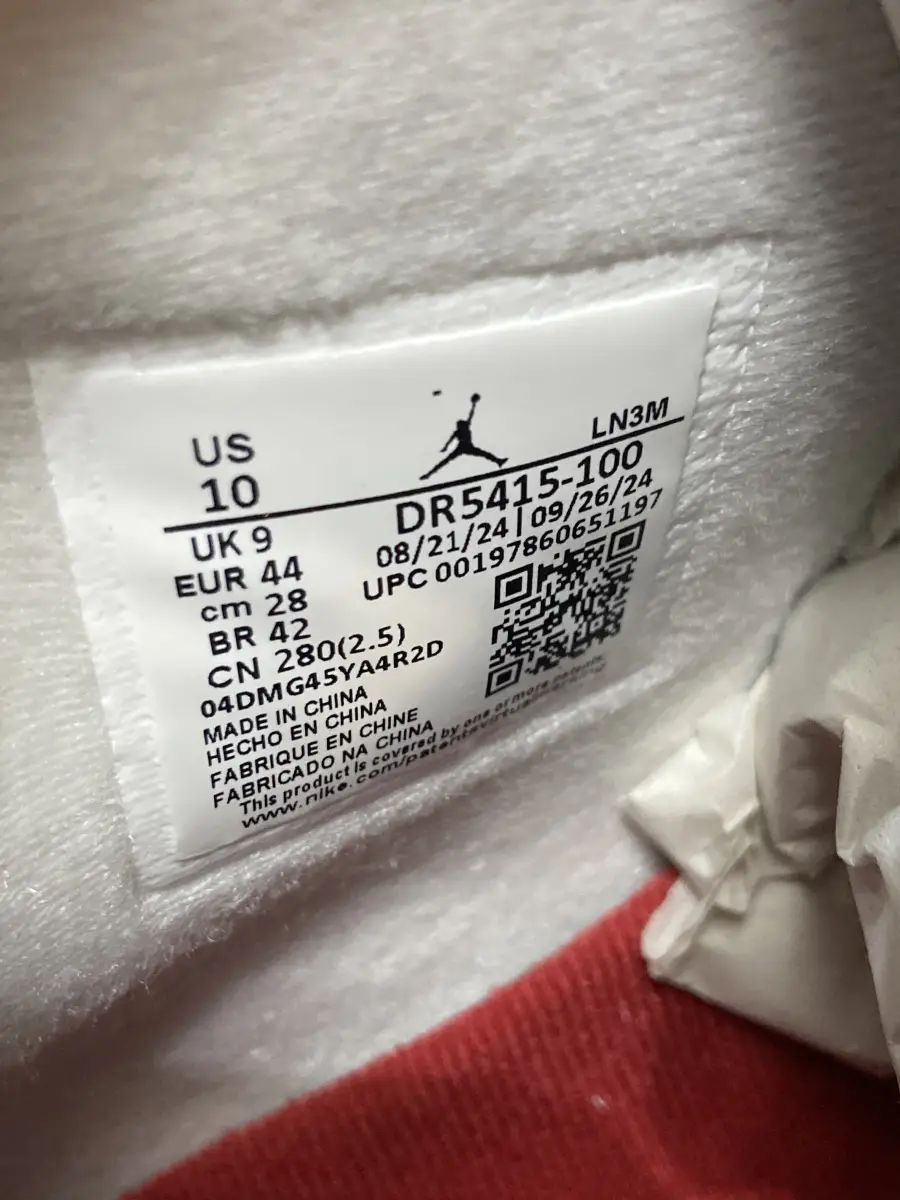 US
10
LN3M
UK 9
EUR 44
cm 28
BR 42
CN 280(2.5)
DR5415-100
08/21/24|09/26/24
UPC 00197860651197
04DMG45YA4R2D
MADE IN CHINA
HECHO EN CHINA
FABRIQUE EN CHINE
FABRICADO NA CHINA
This product is covered by one or more patents.
www.nike.com/patentsvirtualmarking